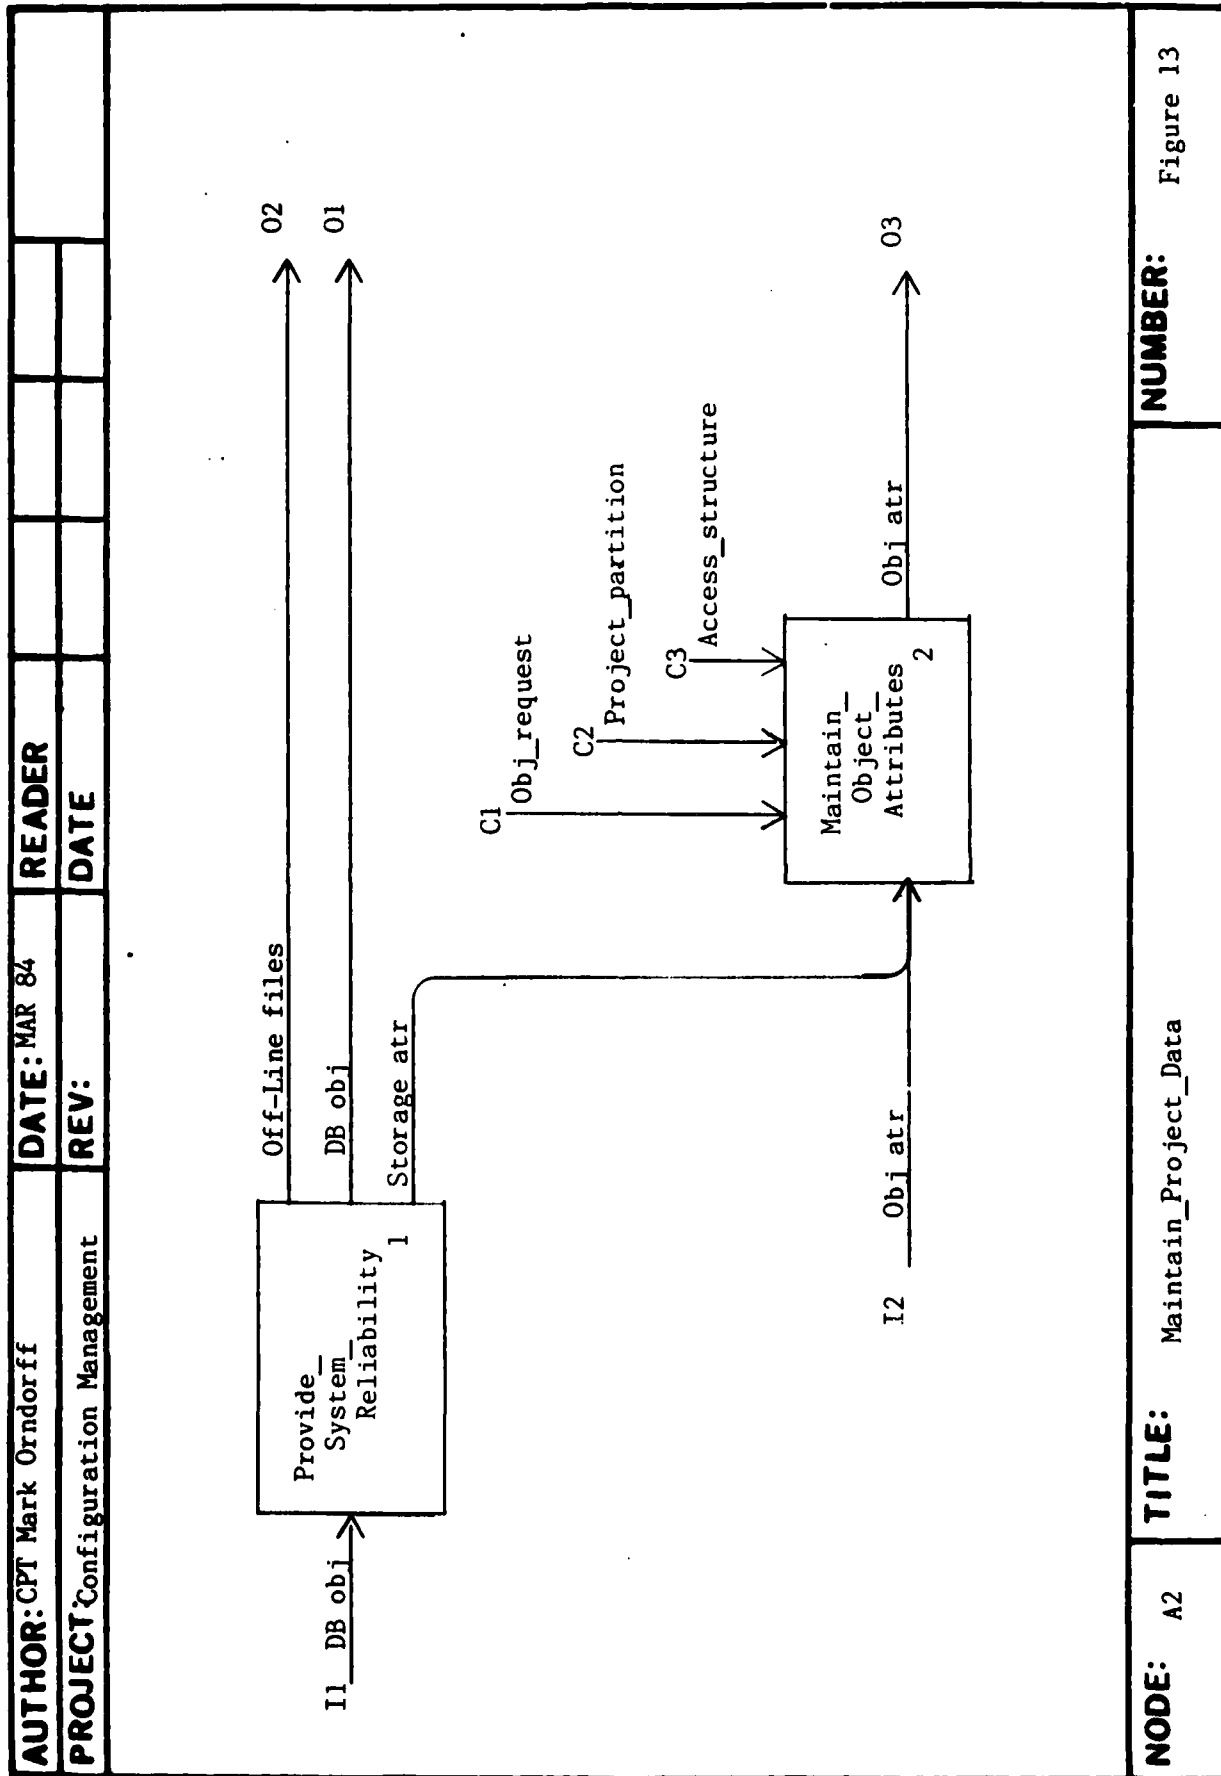 AUTHOR: CPT Mark Orndorff
DATE: MAR 84
READER
PROJECT: Configuration Management
REV:
DATE
Off-Line files
O2
DB obj
O1
Storage atr
I1 DB obj
Provide_
System_
Reliability
1
C1
Obj_request
C2
Project_partition
C3
Access_structure
Maintain_
Object_
Attributes
2
I2
Obj atr
Obj atr
O3
NODE: A2
TITLE: Maintain_Project_Data
NUMBER: Figure 13